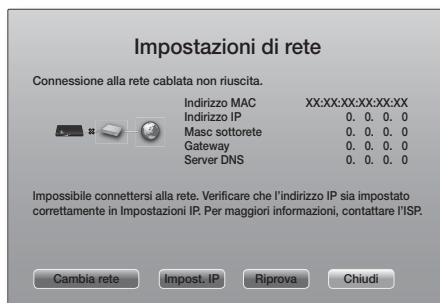 Impostazioni di rete
Connessione alla rete cablata non riuscita.
Indirizzo MAC XX:XX:XX:XX:XX:XX
Indirizzo IP 0. 0. 0. 0
Masc sottorete 0. 0. 0. 0
Gateway 0. 0. 0. 0
Server DNS 0. 0. 0. 0
Impossibile connettersi alla rete. Verificare che l'indirizzo IP sia impostato
correttamente in Impostazioni IP. Per maggiori informazioni, contattare l'ISP.
Cambia rete Impost. IP Riprova Chiudi